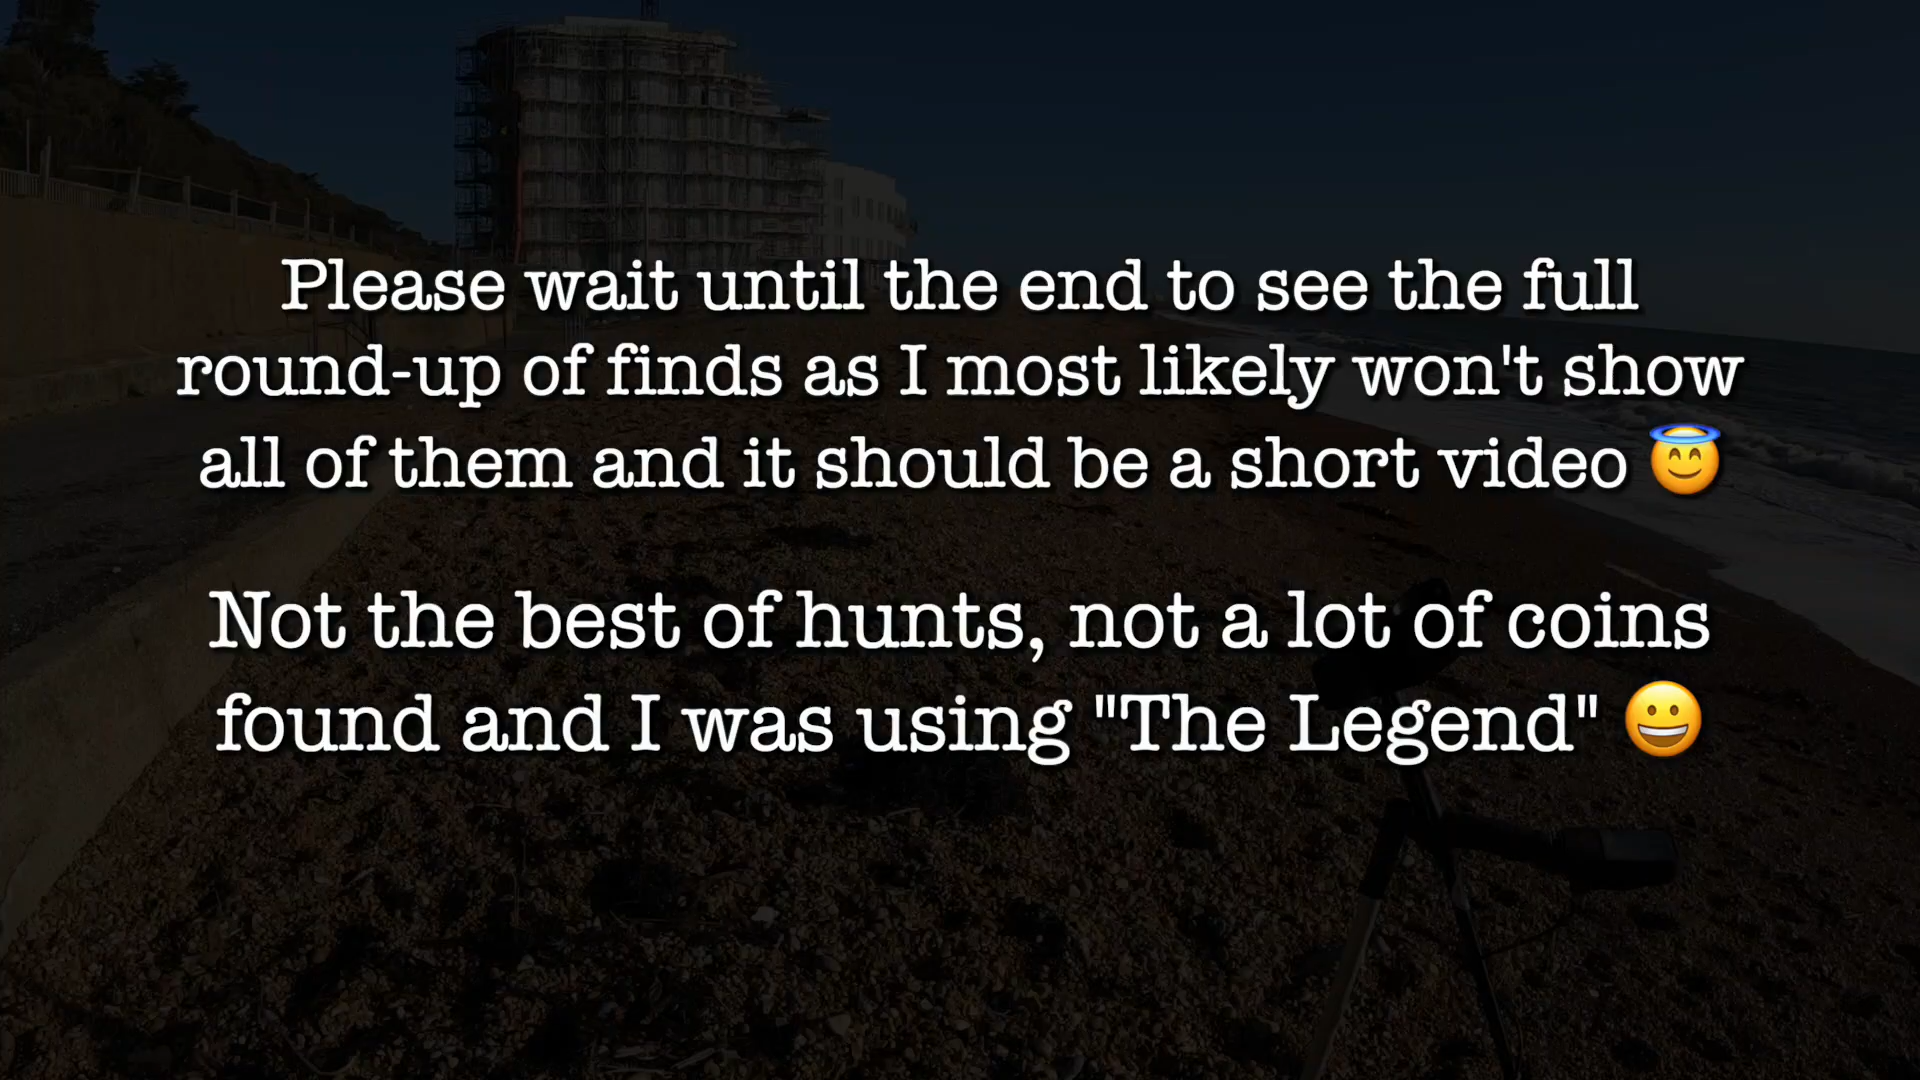 Please wait until the end to see the full
round-up of finds as I most likely won't show
all of them and it should be a short video 😇
Not the best of hunts, not a lot of coins
found and I was using "The Legend" 😀